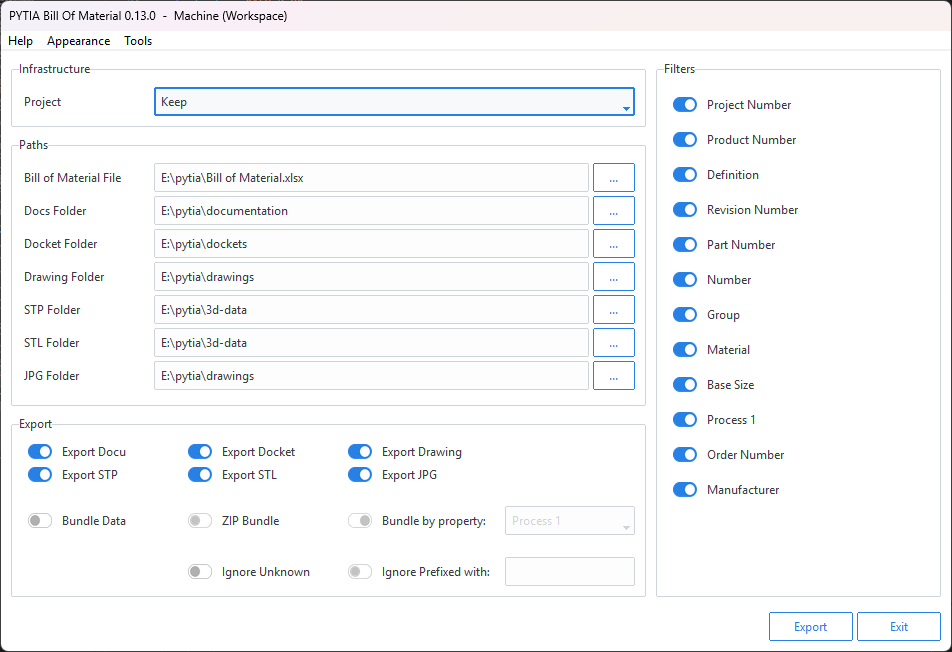 PYTIA Bill Of Material 0.13.0 - Machine (Workspace)
Help Appearance Tools
Infrastructure
Project Keep
Paths
Bill of Material File E:\pytia\Bill of Material.xlsx ...
Docs Folder E:\pytia\documentation ...
Docket Folder E:\pytia\dockets ...
Drawing Folder E:\pytia\drawings ...
STP Folder E:\pytia\3d-data ...
STL Folder E:\pytia\3d-data ...
JPG Folder E:\pytia\drawings ...
Export
Export Docu Export Docket Export Drawing
Export STP Export STL Export JPG
Bundle Data ZIP Bundle Bundle by property: Process 1
Ignore Unknown Ignore Prefixed with:
Filters
Project Number
Product Number
Definition
Revision Number
Part Number
Number
Group
Material
Base Size
Process 1
Order Number
Manufacturer
Export Exit